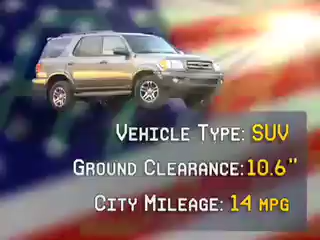 Vehicle Type: SUV
Ground Clearance: 10.6"
City Mileage: 14 mpg